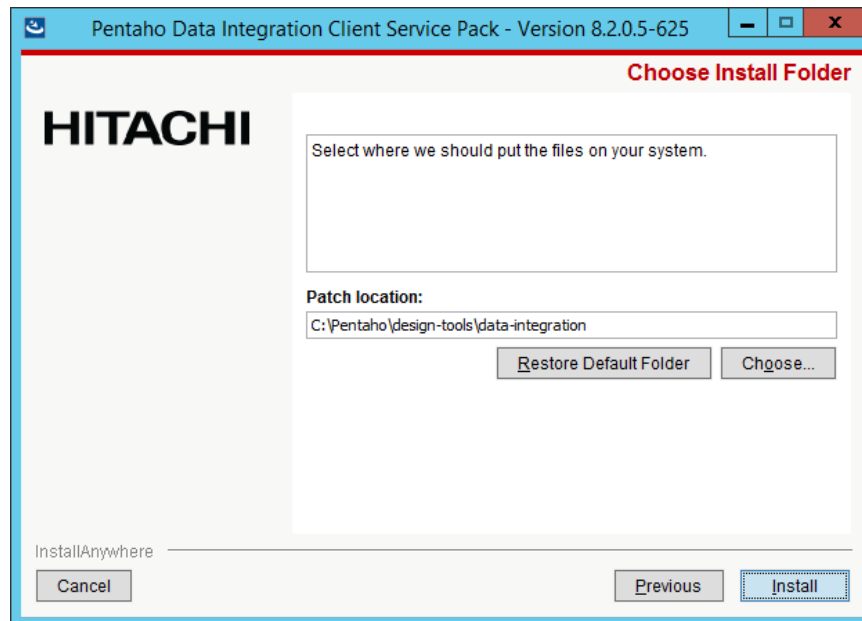 Pentaho Data Integration Client Service Pack - Version 8.2.0.5-625
Choose Install Folder
HITACHI
Select where we should put the files on your system.
Patch location:
C:\Pentaho\design-tools\data-integration
Restore Default Folder
Choose...
InstallAnywhere
Cancel
Previous
Install